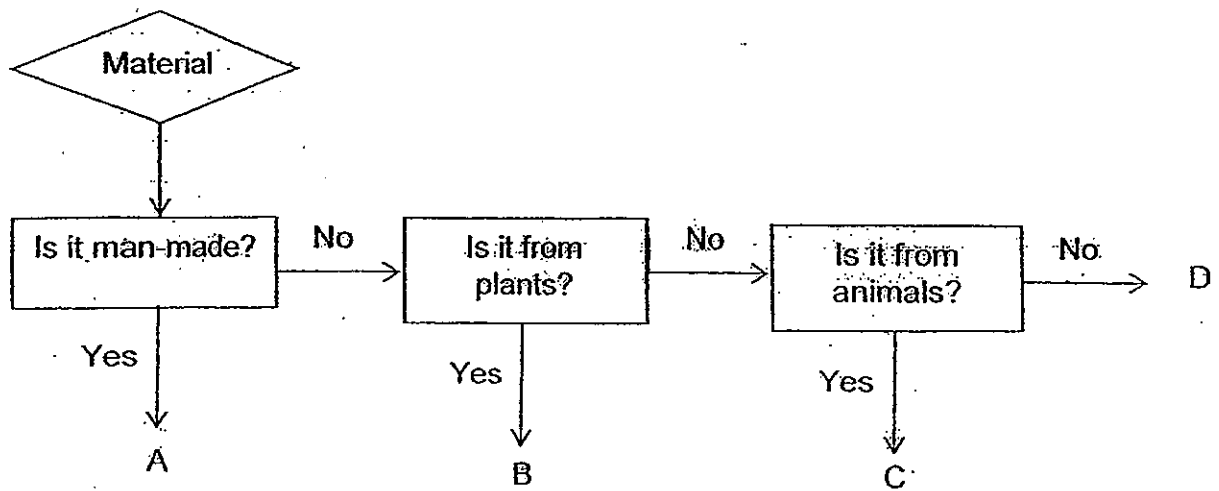 Material
Is it man-made?
No
Is it from
plants?
No
Is it from
animals?
No
D
Yes
Yes
Yes
A
B
C